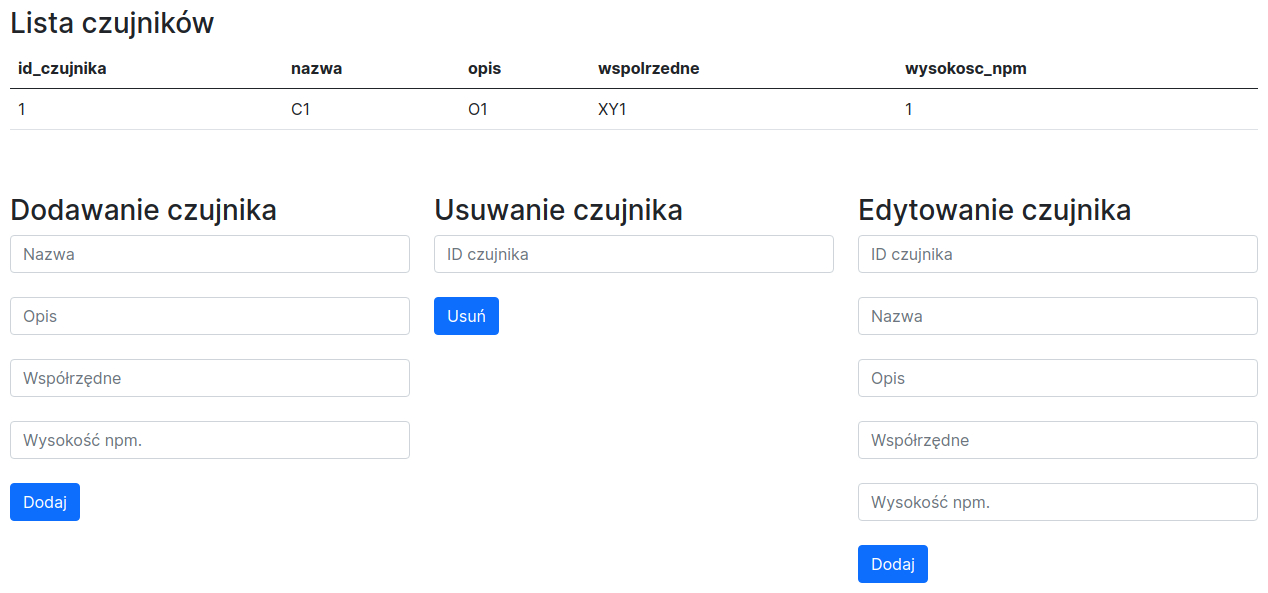 Lista czujników
id_czujnika nazwa opis wspolrzedne wysokosc_npm
1 C1 O1 XY1 1
Dodawanie czujnika
Nazwa
Opis
Współrzędne
Wysokość npm.
Dodaj
Usuwanie czujnika
ID czujnika
Usuń
Edytowanie czujnika
ID czujnika
Nazwa
Opis
Współrzędne
Wysokość npm.
Dodaj